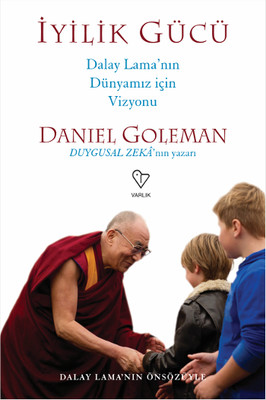 İYİLİK GÜCÜ
Dalay Lama'nın
Dünyamız için
Vizyonu
DANIEL GOLEMAN
DUYGUSAL ZEKÂ'nın yazarı
VARLIK
DALAY LAMA'NIN ÖNSÖZÜYLE